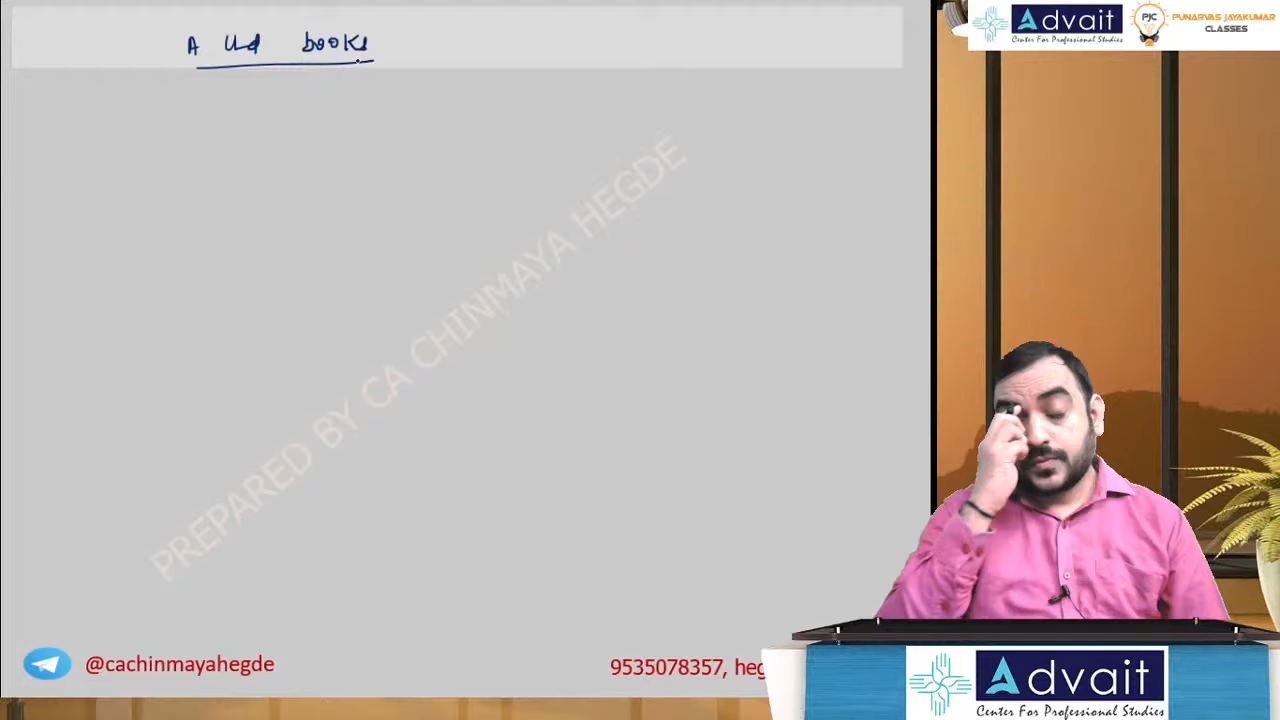 A Ltd books
Advait
Center For Professional Studies
PJC
PUNARVAS JAYAKUMAR
CLASSES
PREPARED BY CA CHINMAYA HEGDE
@cachinmayahegde
9535078357, heg
Advait
Center For Professional Studies